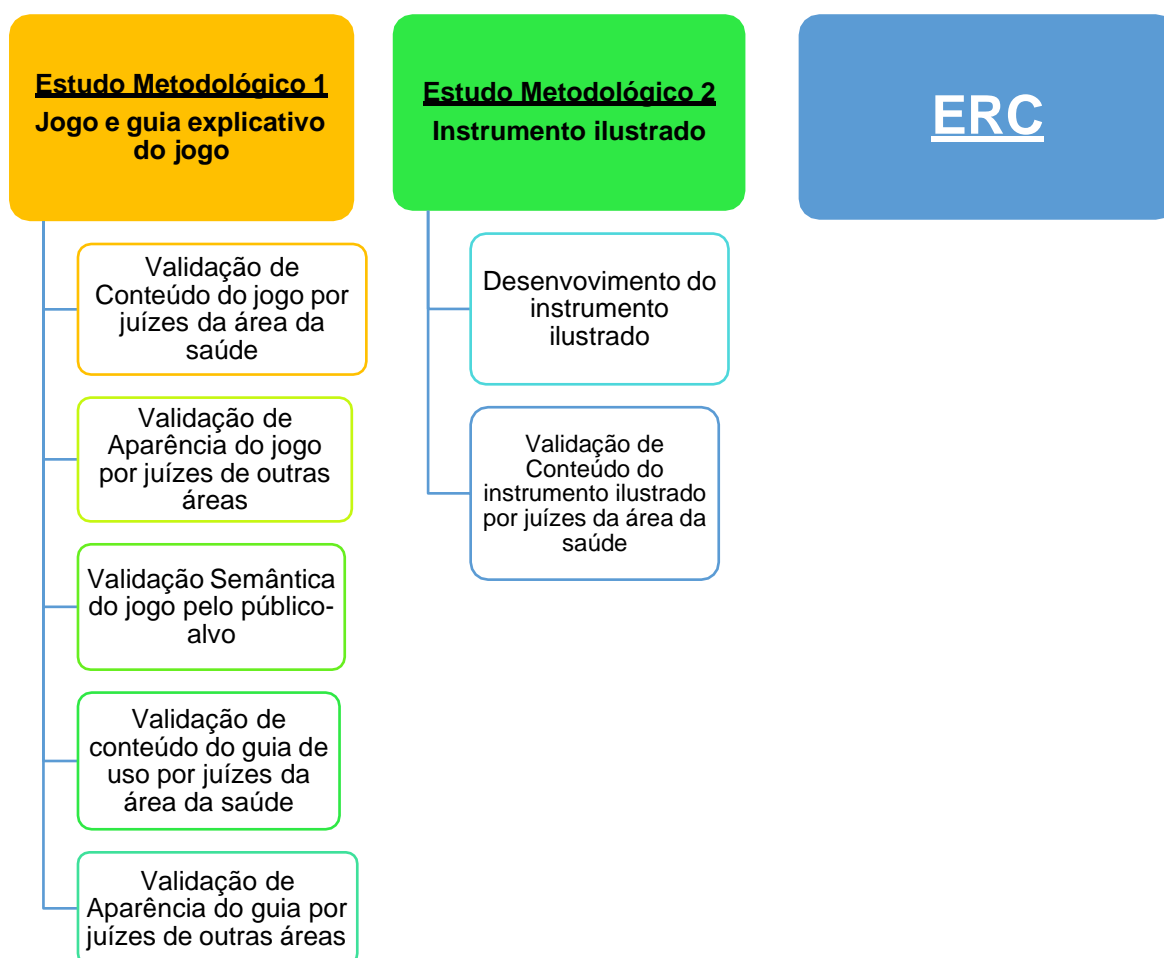 Estudo Metodológico 1
Jogo e guia explicativo
do jogo
Validação de
Conteúdo do jogo por
juízes da área da
saúde
Validação de
Aparência do jogo
por juízes de outras
áreas
Validação Semântica
do jogo pelo público-
alvo
Validação de
conteúdo do guia de
uso por juízes da
área da saúde
Validação de
Aparência do guia por
juízes de outras áreas
Estudo Metodológico 2
Instrumento ilustrado
Desenvovimento do
instrumento
ilustrado
Validação de
Conteúdo do
instrumento ilustrado
por juízes da área da
saúde
ERC